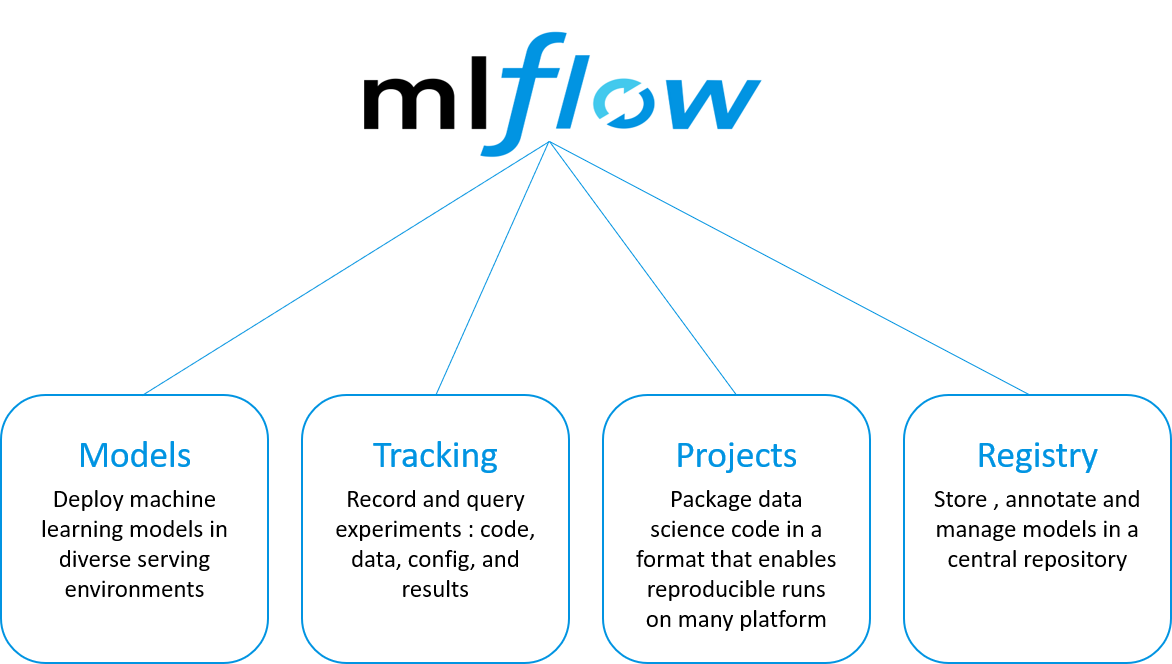 mlflow
Models
Deploy machine
learning models in
diverse serving
environments
Tracking
Record and query
experiments : code,
data, config, and
results
Projects
Package data
science code in a
format that enables
reproducible runs
on many platform
Registry
Store , annotate and
manage models in a
central repository